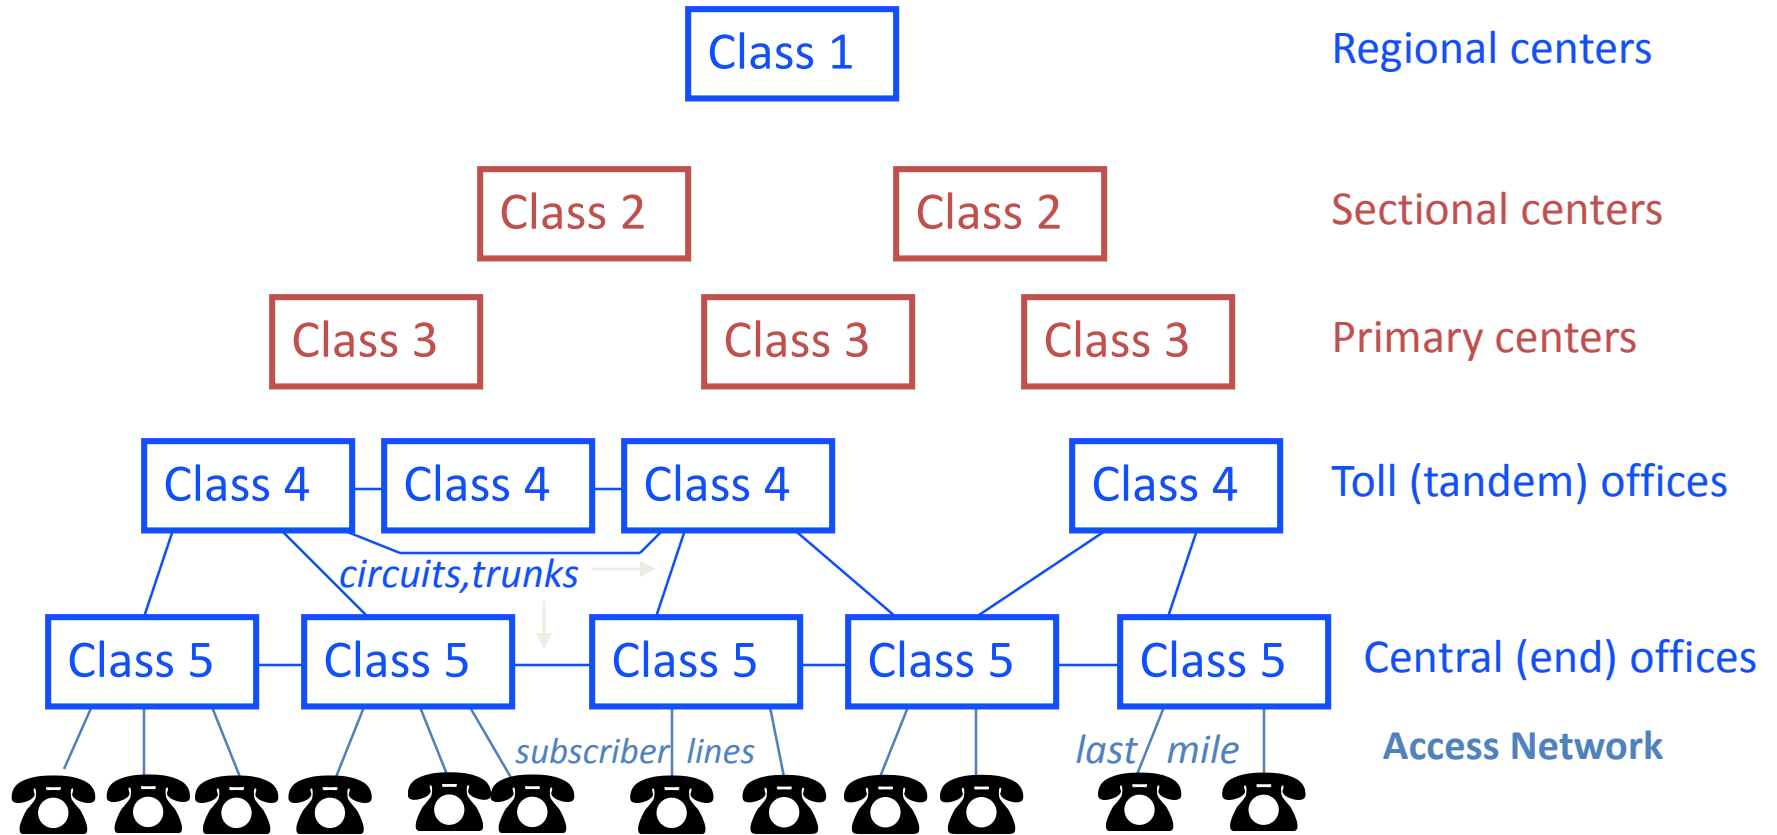 Class 1
Regional centers
Class 2
Class 2
Sectional centers
Class 3
Class 3
Class 3
Primary centers
Class 4
Class 4
Class 4
Class 4
Toll (tandem) offices
circuits,trunks
Class 5
Class 5
Class 5
Class 5
Class 5
Central (end) offices
subscriber lines
last mile
Access Network